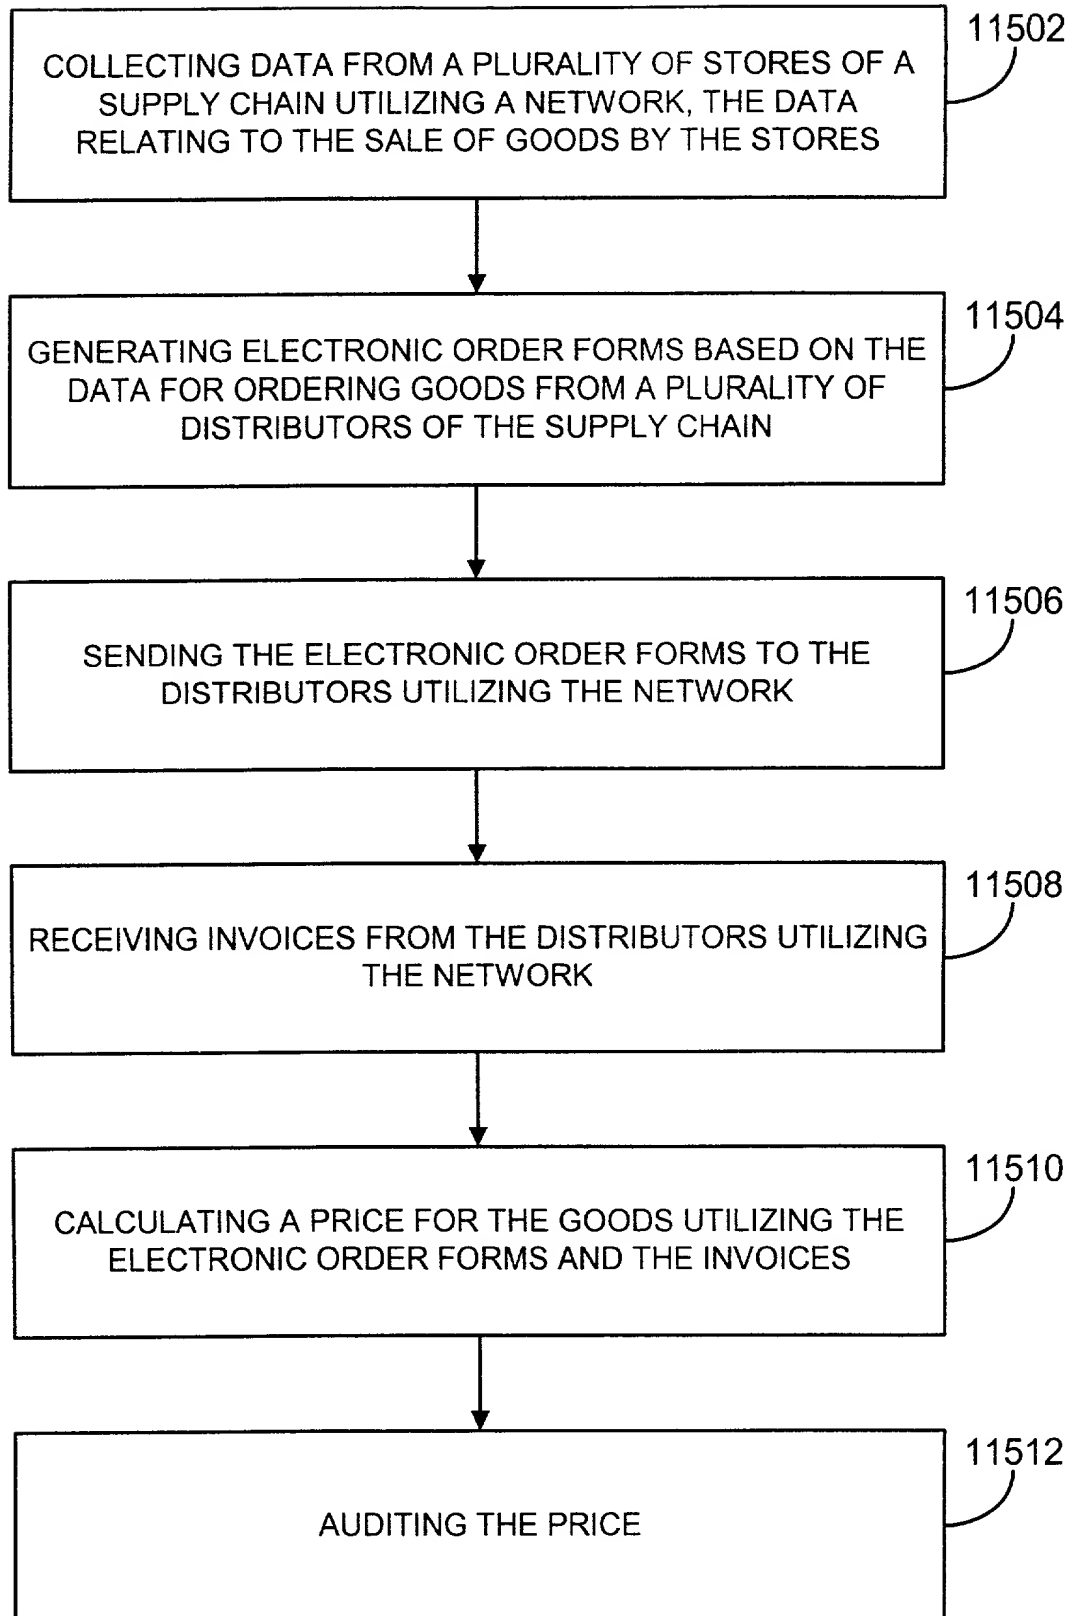 11502
COLLECTING DATA FROM A PLURALITY OF STORES OF A
SUPPLY CHAIN UTILIZING A NETWORK, THE DATA
RELATING TO THE SALE OF GOODS BY THE STORES
11504
GENERATING ELECTRONIC ORDER FORMS BASED ON THE
DATA FOR ORDERING GOODS FROM A PLURALITY OF
DISTRIBUTORS OF THE SUPPLY CHAIN
11506
SENDING THE ELECTRONIC ORDER FORMS TO THE
DISTRIBUTORS UTILIZING THE NETWORK
11508
RECEIVING INVOICES FROM THE DISTRIBUTORS UTILIZING
THE NETWORK
11510
CALCULATING A PRICE FOR THE GOODS UTILIZING THE
ELECTRONIC ORDER FORMS AND THE INVOICES
11512
AUDITING THE PRICE